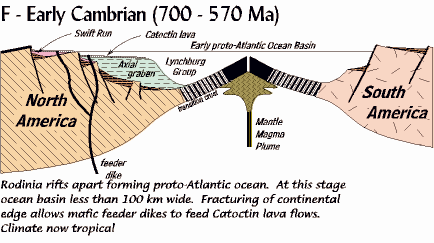 F - Early Cambrian (700 - 570 Ma)
Swift Run
Catoctin lava
Early proto-Atlantic Ocean Basin
Axial
graben
Lynchburg
Group
North
America
transition crust
South
America
Mantle
Magma
Plume
feeder
dike
Rodinia rifts apart forming proto-Atlantic ocean. At this stage
ocean basin less than 100 km wide. Fracturing of continental
edge allows mafic feeder dikes to feed Catoctin lava flows.
Climate now tropical